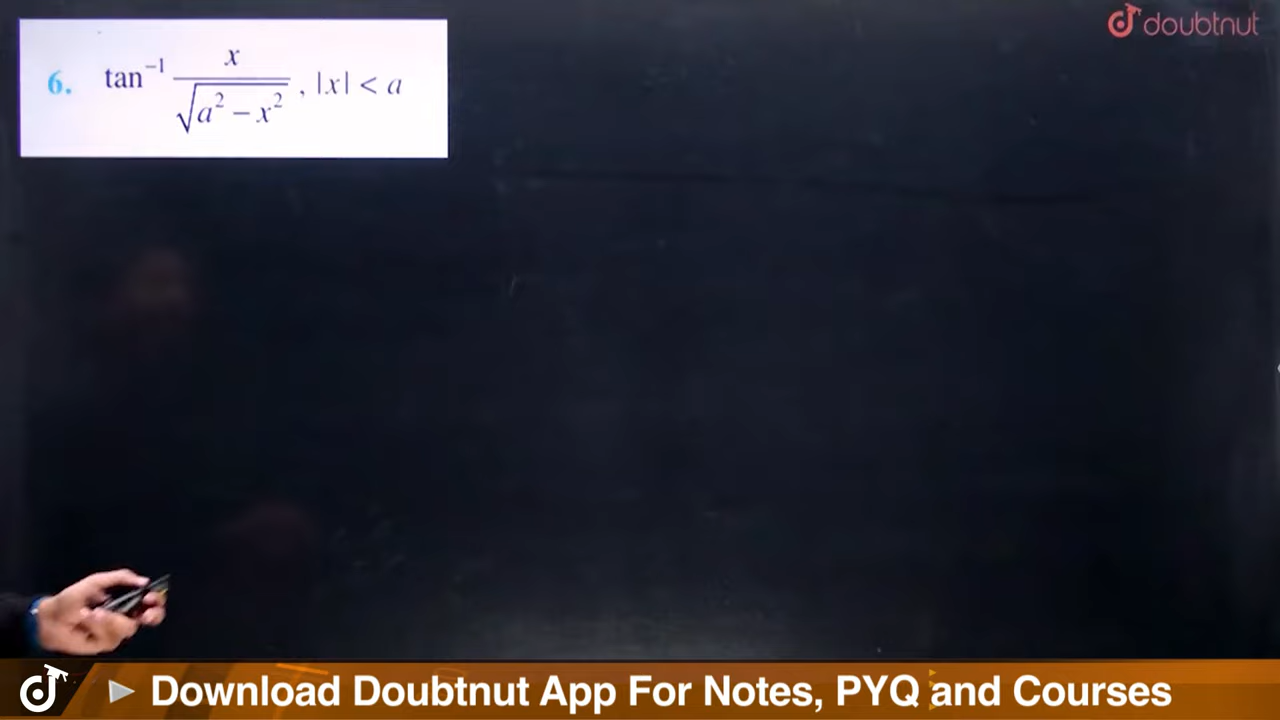 6. tan⁻¹ x/√(a² − x²) , |x| < a
doubtnut
Download Doubtnut App For Notes, PYQ and Courses